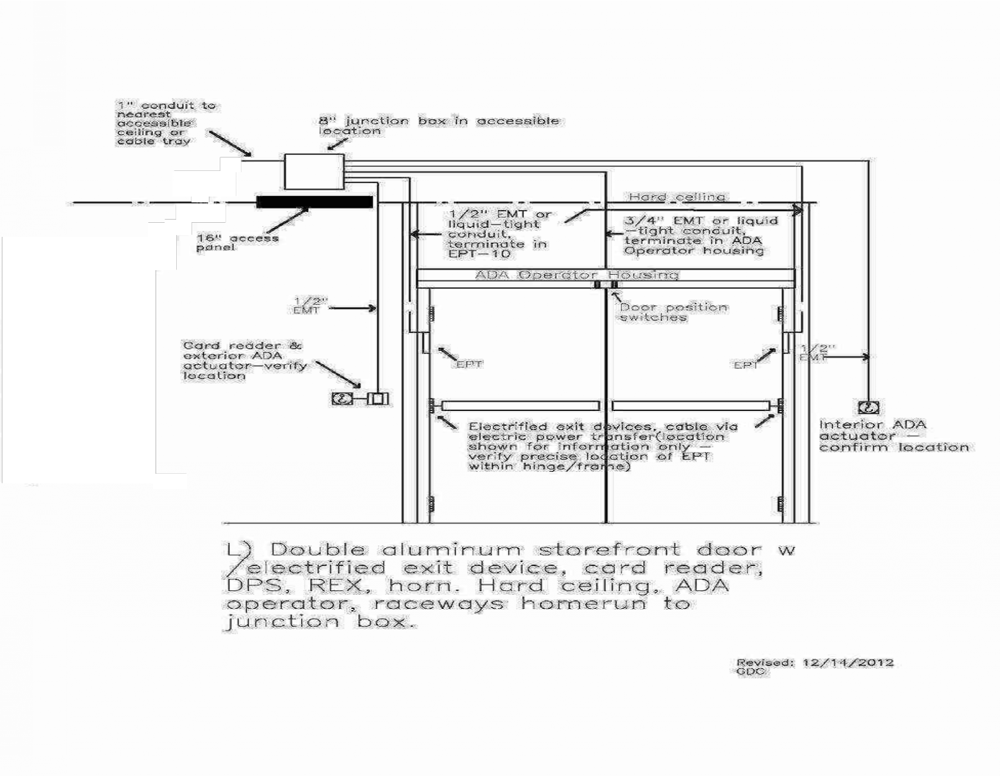 1" conduit to
nearest
accessible
ceiling or
cable tray
8" junction box in accessible
location
Hard ceiling
1/2" EMT or
liquid-tight
conduit,
terminate in
EPT-10
3/4" EMT or liquid
-tight conduit,
terminate in ADA
Operator housing
16" access
panel
ADA Operator Housing
1/2"
EMT
Door position
switches
Card reader &
exterior ADA
actuator-verify
location
EPT
EPT
1/2"
EMT
Electrified exit devices, cable via
electric power transfer(location
shown for information only -
verify precise location of EPT
within hinge/frame)
Interior ADA
actuator -
confirm location
L) Double aluminum storefront door w
/electrified exit device, card reader,
DPS, REX, horn. Hard ceiling, ADA
operator, raceways homerun to
junction box.
Revised: 12/14/2012
GDC